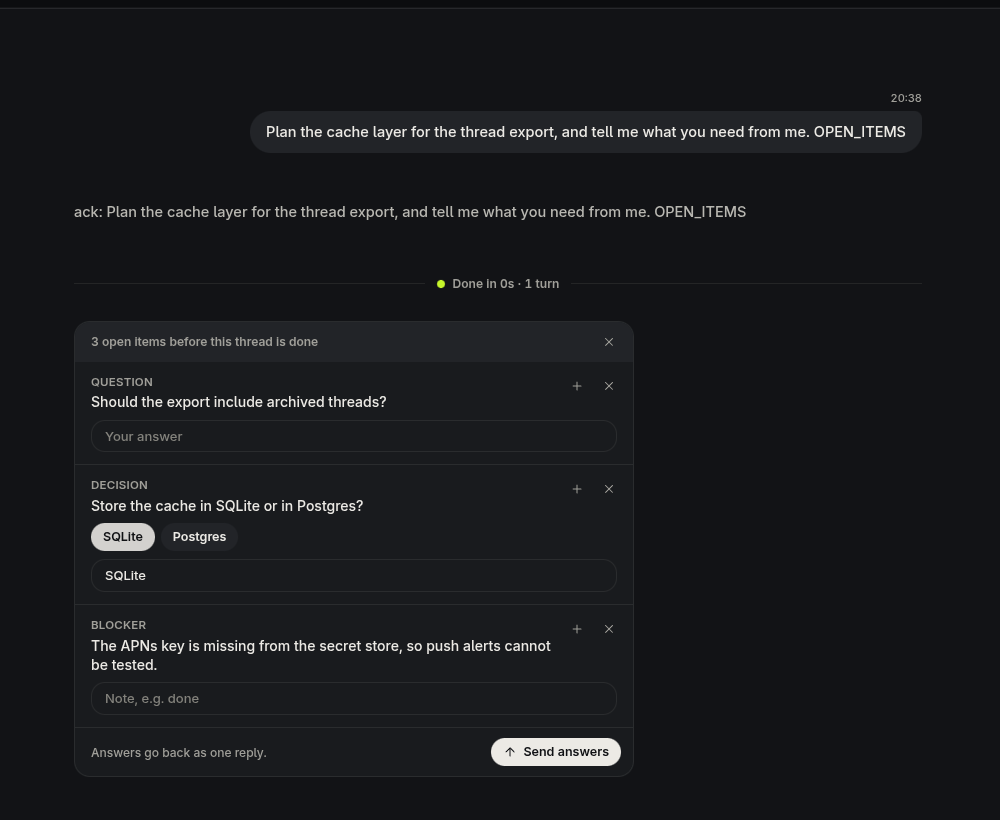 20:38
Plan the cache layer for the thread export, and tell me what you need from me. OPEN_ITEMS
ack: Plan the cache layer for the thread export, and tell me what you need from me. OPEN_ITEMS
Done in 0s · 1 turn
3 open items before this thread is done
QUESTION
Should the export include archived threads?
Your answer
DECISION
Store the cache in SQLite or in Postgres?
SQLite Postgres
SQLite
BLOCKER
The APNs key is missing from the secret store, so push alerts cannot
be tested.
Note, e.g. done
Answers go back as one reply.
Send answers